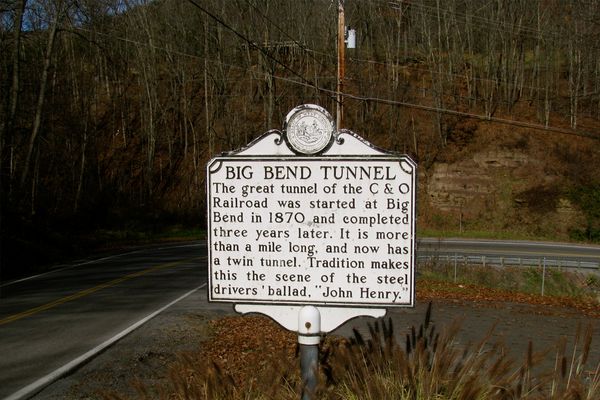 BIG BEND TUNNEL
The great tunnel of the C & O
Railroad was started at Big
Bend in 1870 and completed
three years later. It is more
than a mile long, and now has
a twin tunnel. Tradition makes
this the scene of the steel
drivers' ballad, "John Henry."